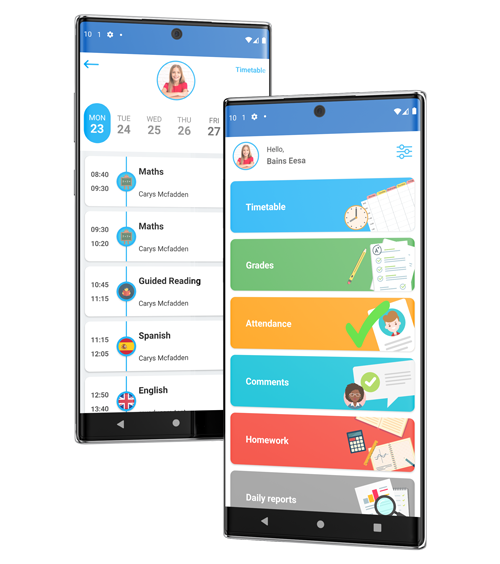 10 1
Timetable
MON
23
TUE
24
WED
25
THU
26
FRI
27
08:40
09:30
Maths
Carys Mcfadden
09:30
10:20
Maths
Carys Mcfadden
10:45
11:15
Guided Reading
Carys Mcfadden
11:15
12:05
Spanish
Carys Mcfadden
12:50
13:40
English
10 1
Hello,
Bains Eesa
Timetable
Grades
A+
Attendance
Comments
Homework
Daily reports